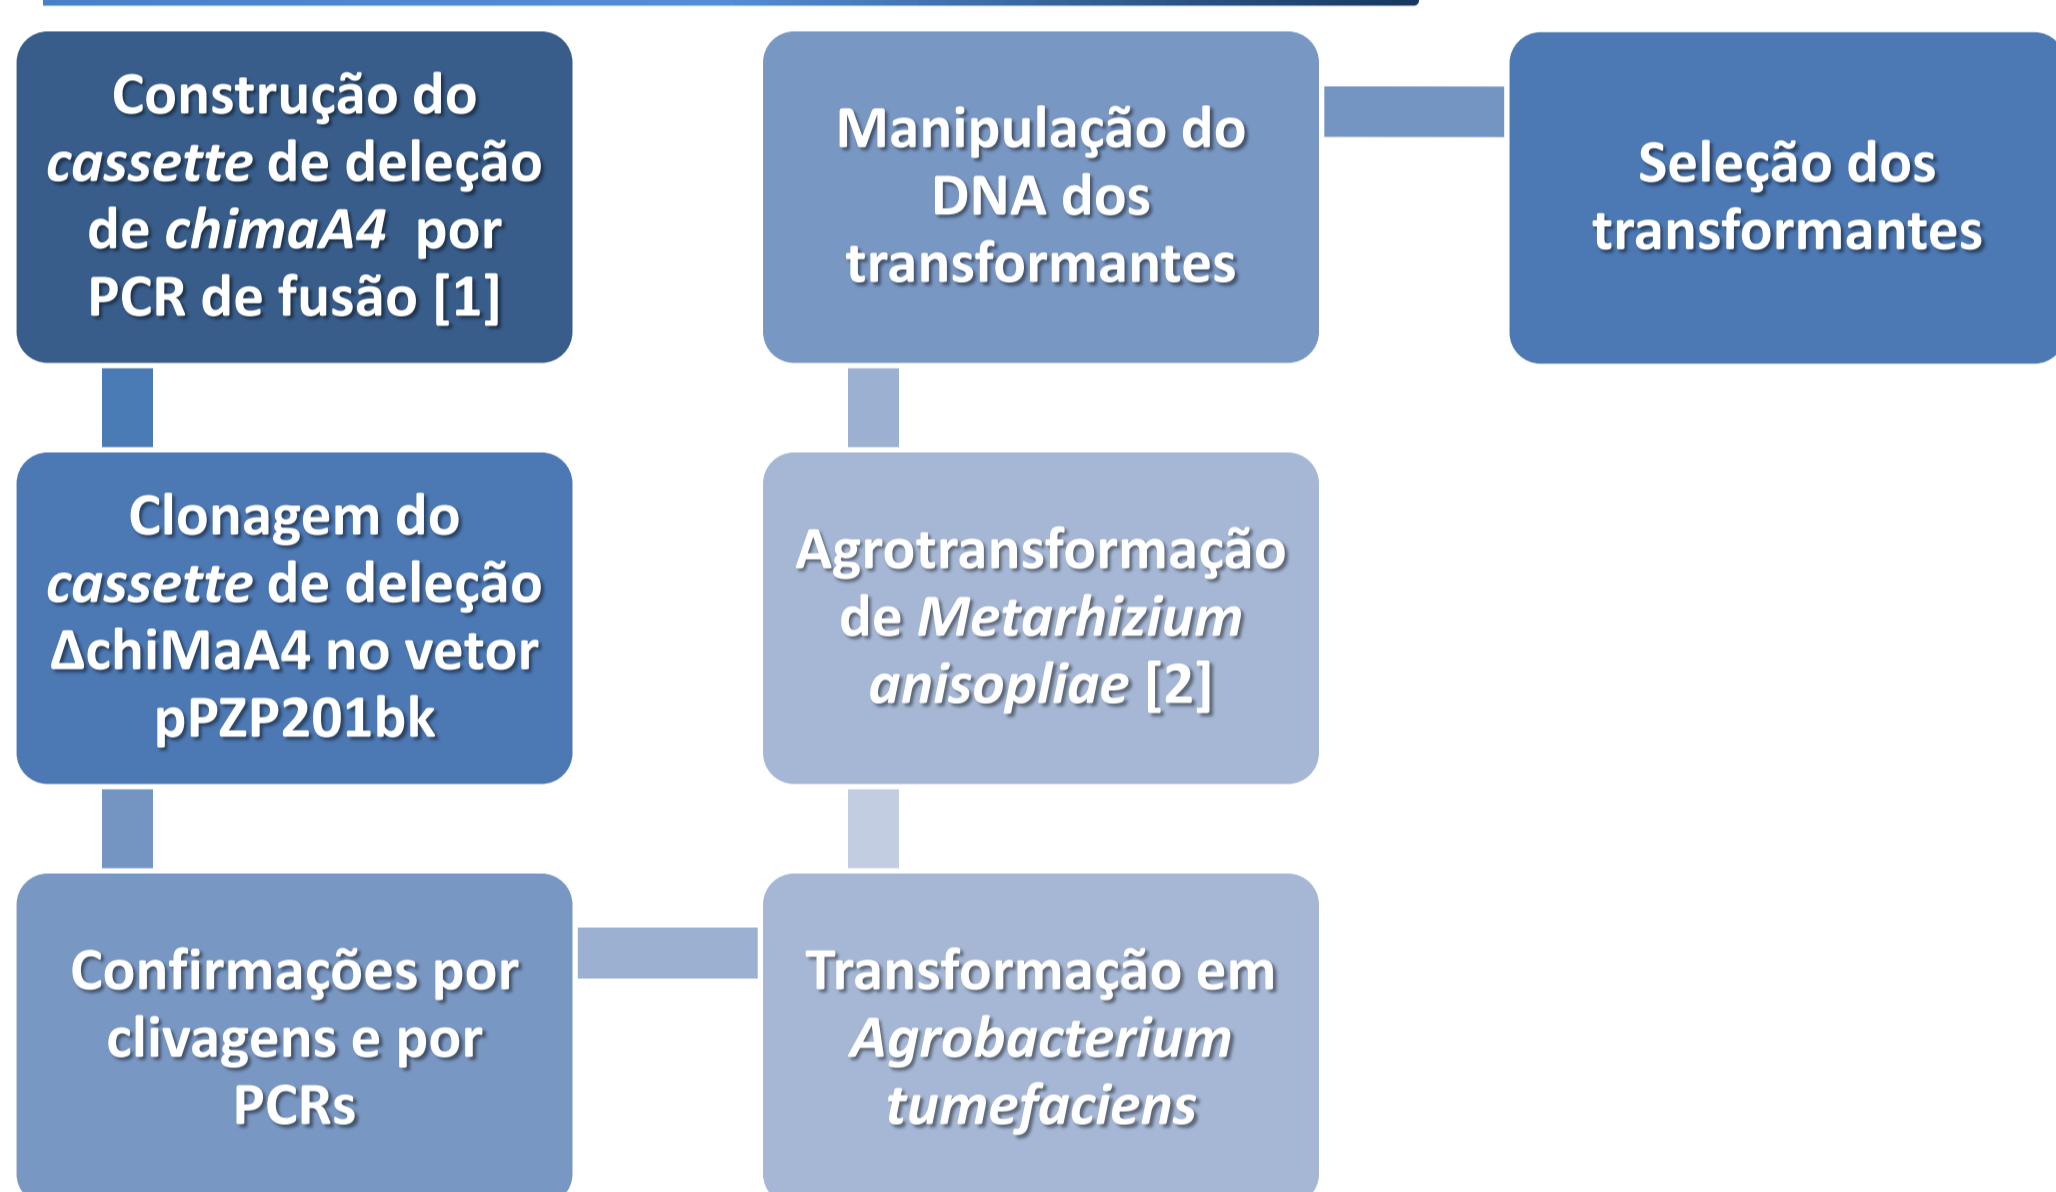 Construção do
cassette de deleção
de chimaA4 por
PCR de fusão [1]
Clonagem do
cassette de deleção
ΔchiMaA4 no vetor
pPZP201bk
Confirmações por
clivagens e por
PCRs
Transformação em
Agrobacterium
tumefaciens
Agrotransformação
de Metarhizium
anisopliae [2]
Manipulação do
DNA dos
transformantes
Seleção dos
transformantes